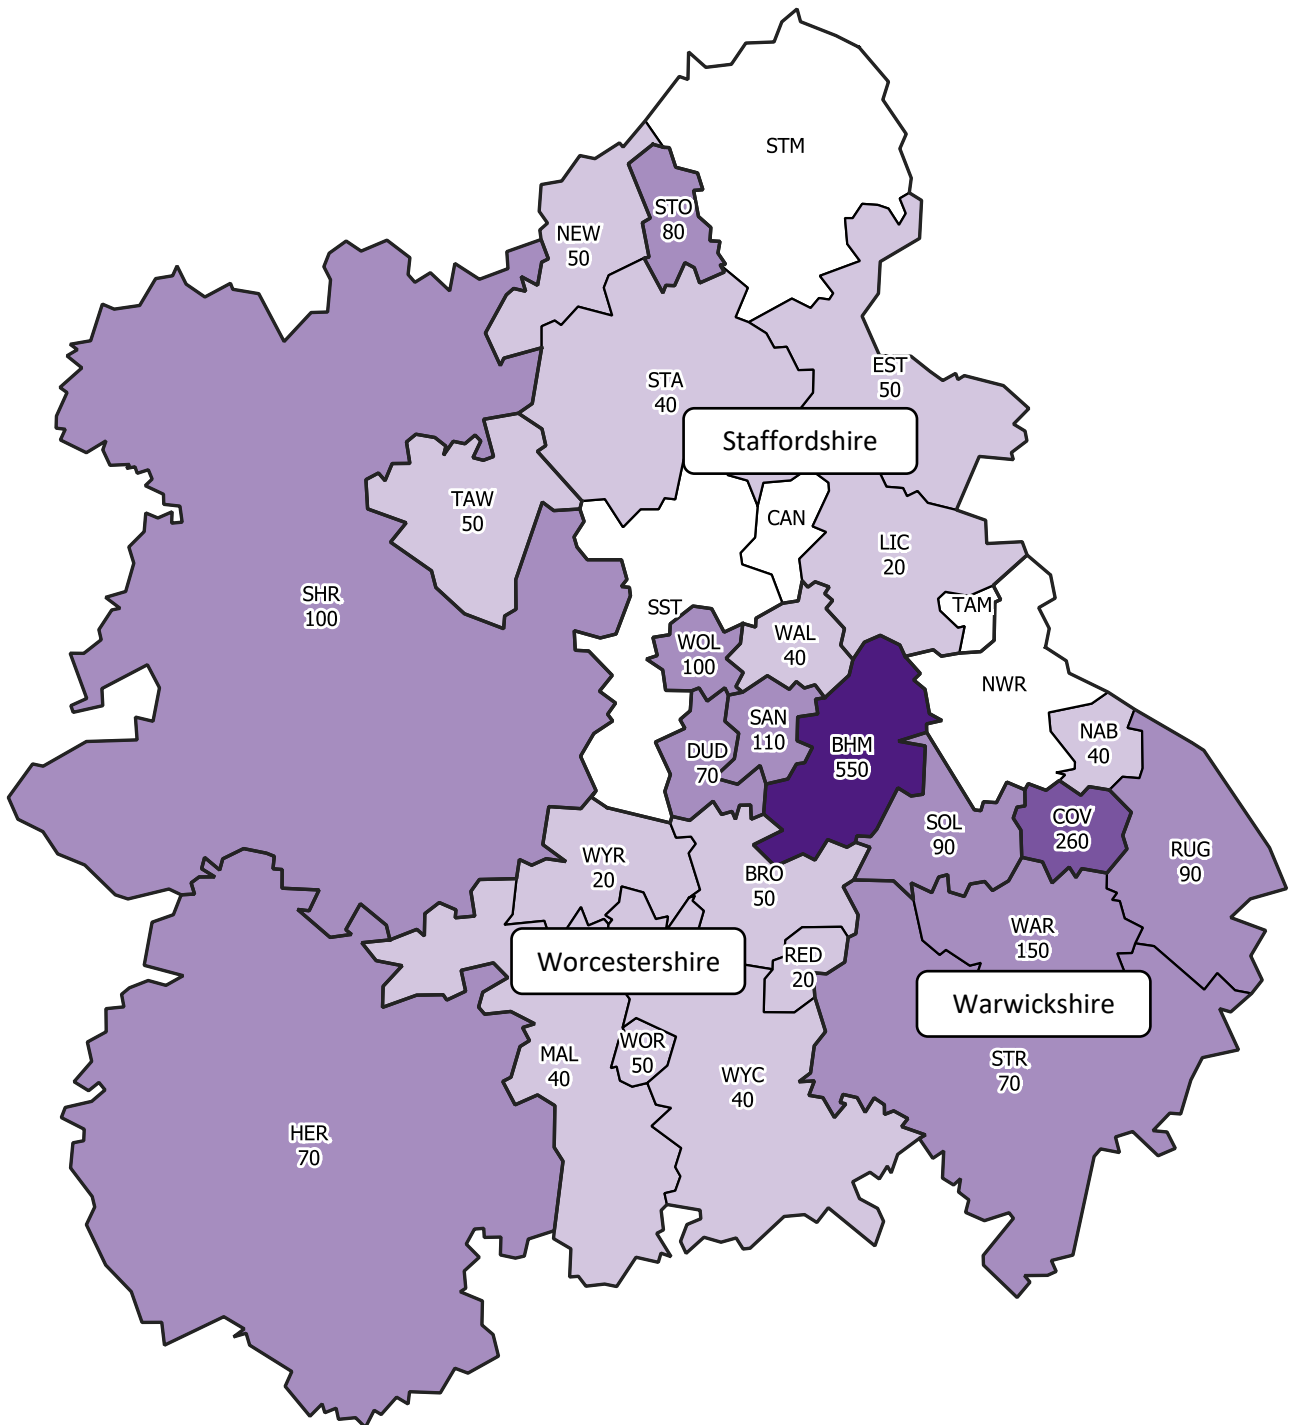 STM
STO
80
NEW
50
EST
50
STA
40
Staffordshire
TAW
50
CAN
LIC
20
SHR
100
SST
TAM
WOL
100
WAL
40
NWR
SAN
110
NAB
40
DUD
70
BHM
550
SOL
90
COV
260
RUG
90
WYR
20
BRO
50
WAR
150
Worcestershire
RED
20
Warwickshire
MAL
40
WOR
50
WYC
40
STR
70
HER
70